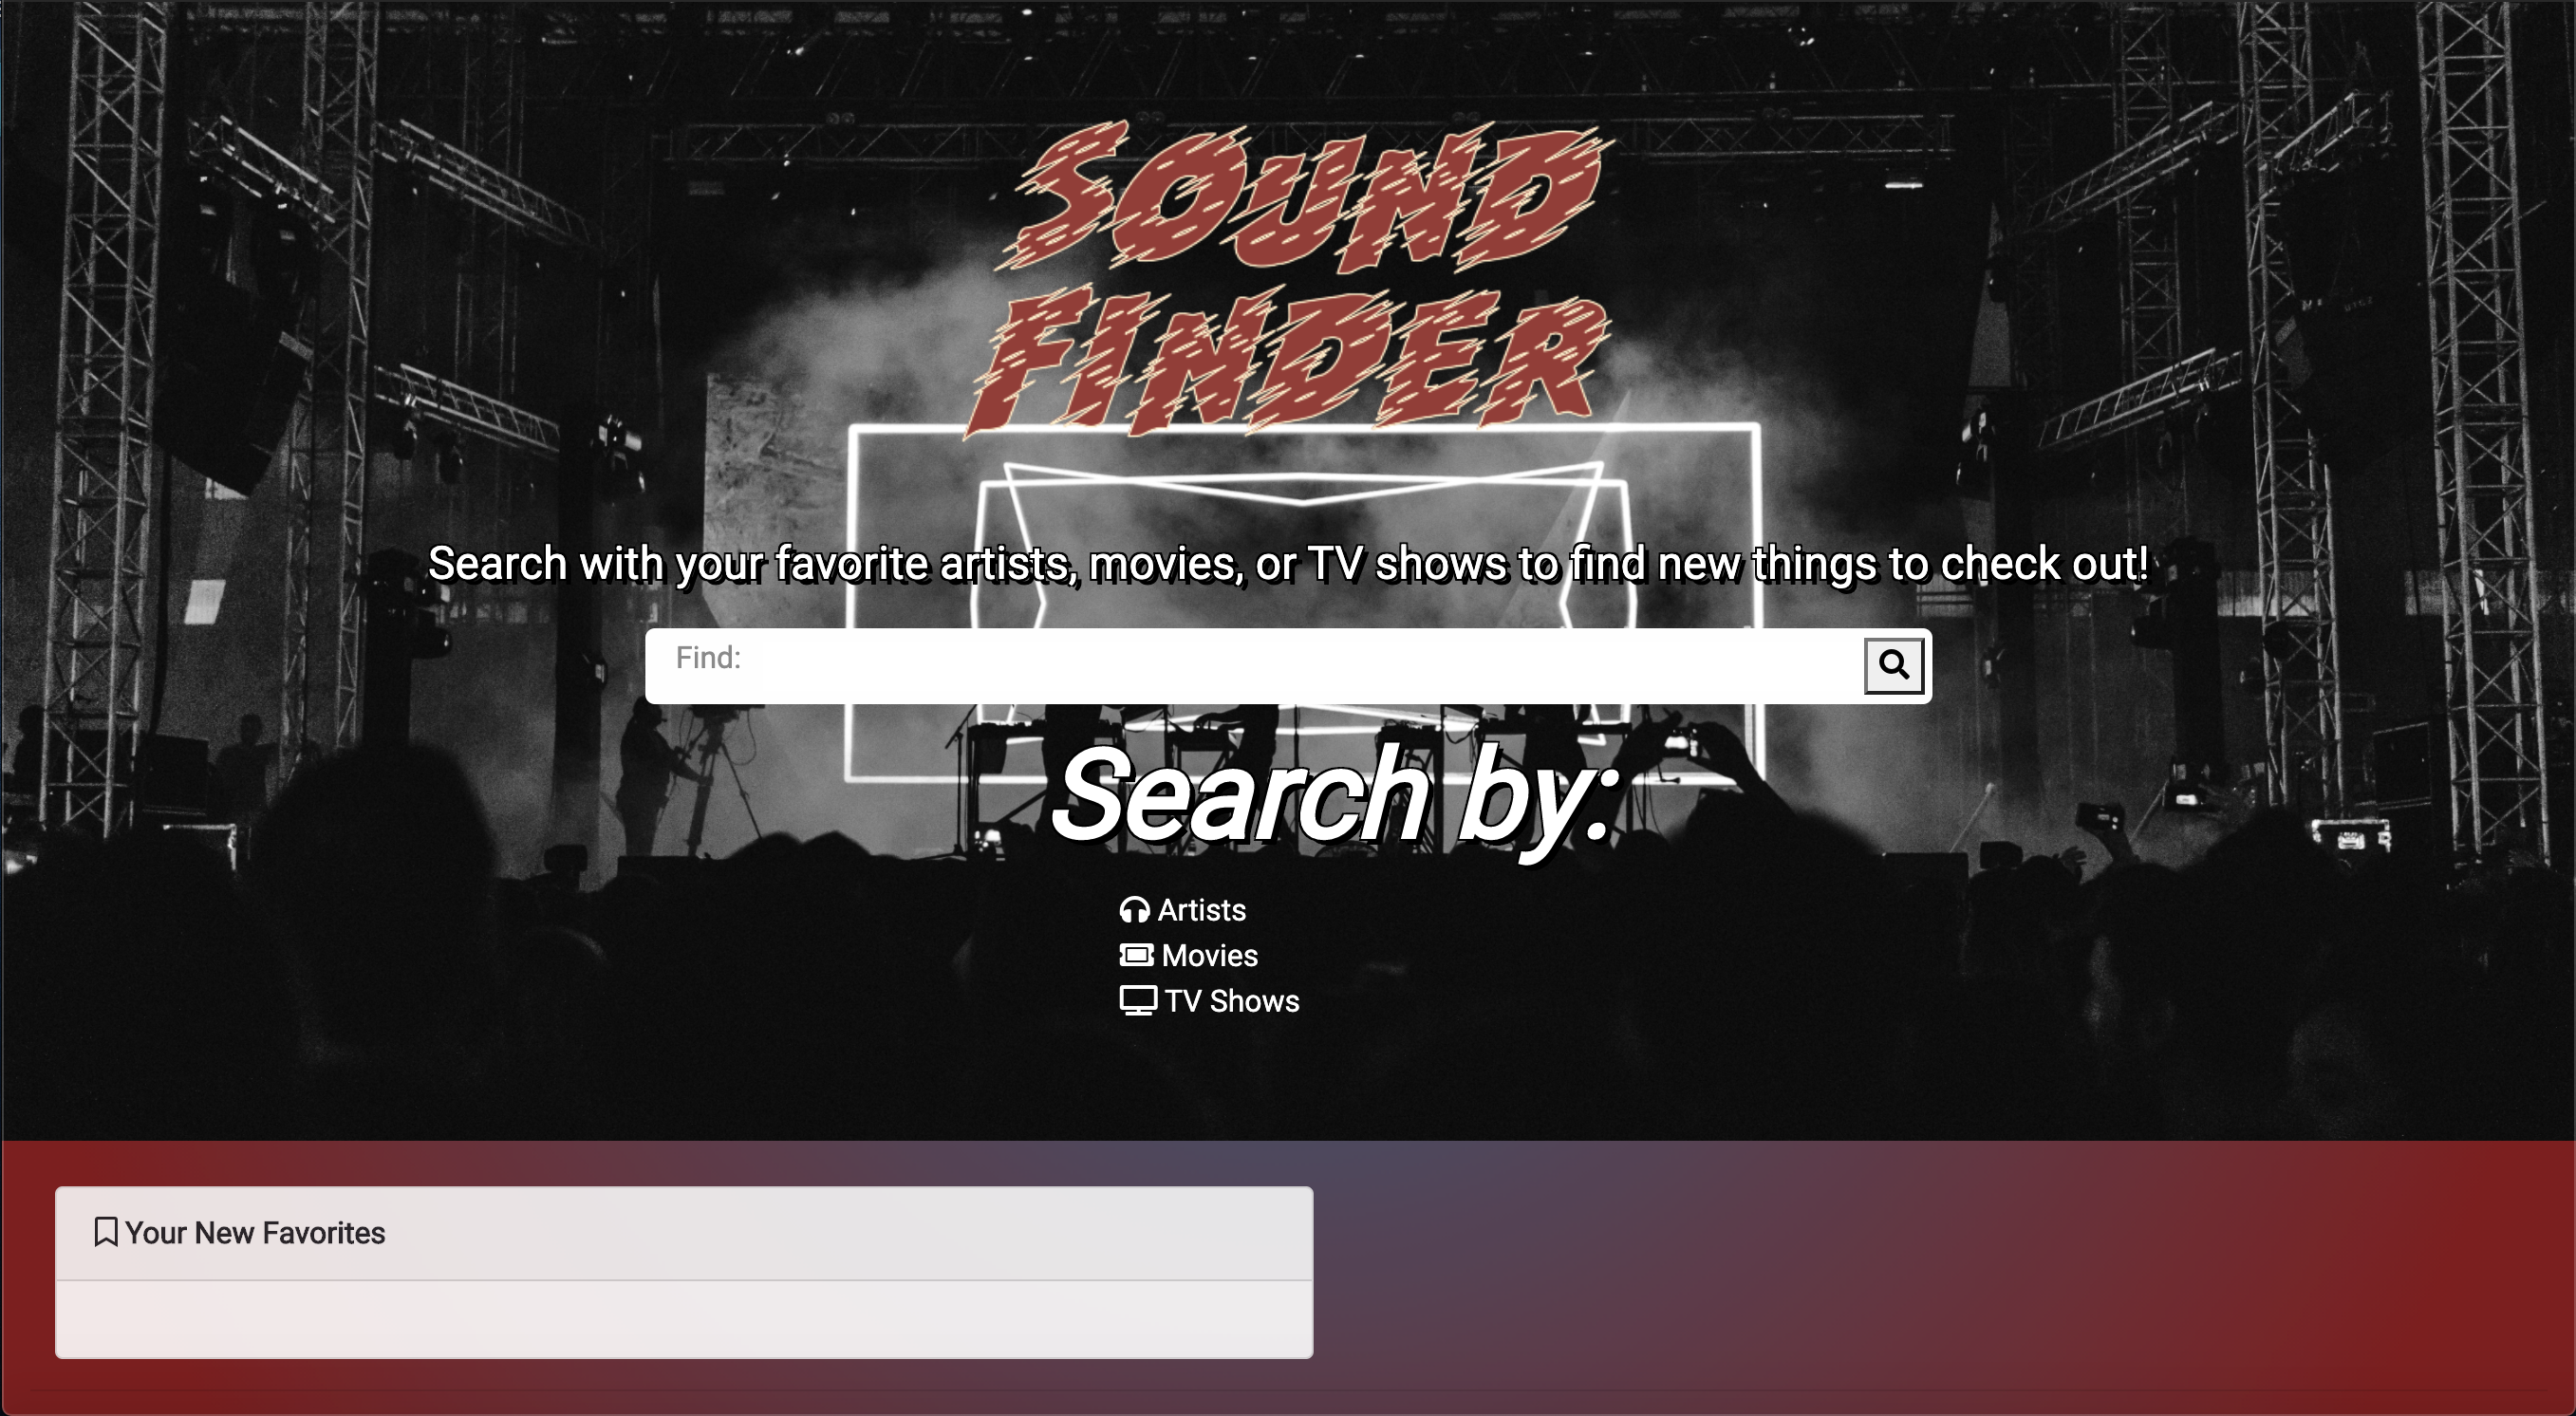 SOUND
FINDER
Search with your favorite artists, movies, or TV shows to find new things to check out!
Find:
Search by:
Artists
Movies
TV Shows
Your New Favorites